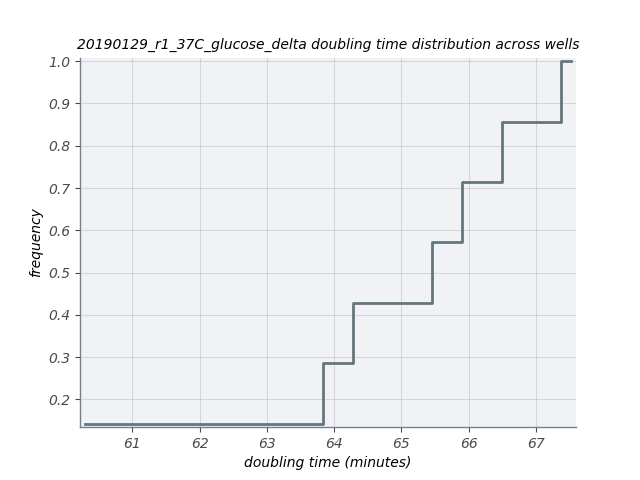 20190129_r1_37C_glucose_delta doubling time distribution across wells
1.0
0.9
0.8
0.7
0.6
0.5
0.4
0.3
0.2
frequency
61 62 63 64 65 66 67
doubling time (minutes)